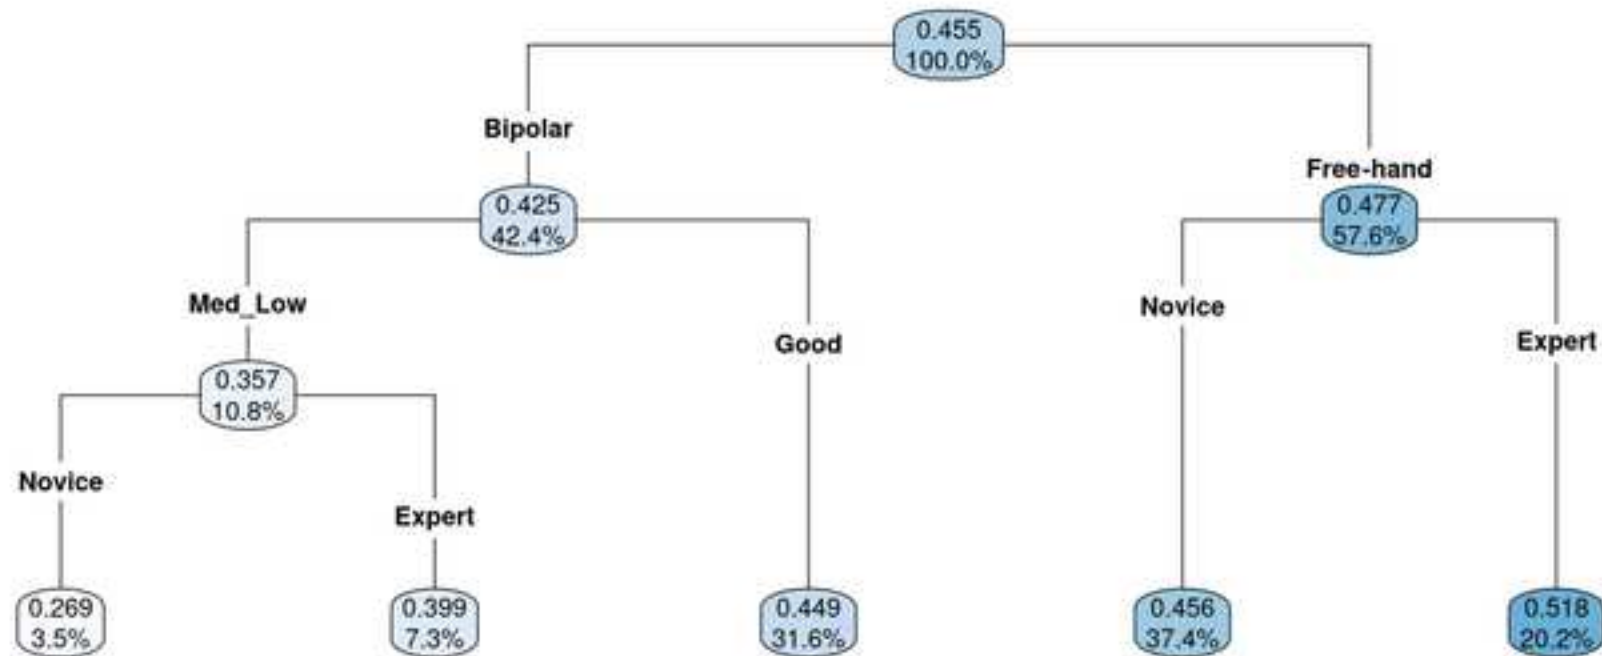 0.455
100.0%
Bipolar
Free-hand
0.425
42.4%
0.477
57.6%
Med_Low
Good
Novice
Expert
0.357
10.8%
Novice
Expert
0.269
3.5%
0.399
7.3%
0.449
31.6%
0.456
37.4%
0.518
20.2%